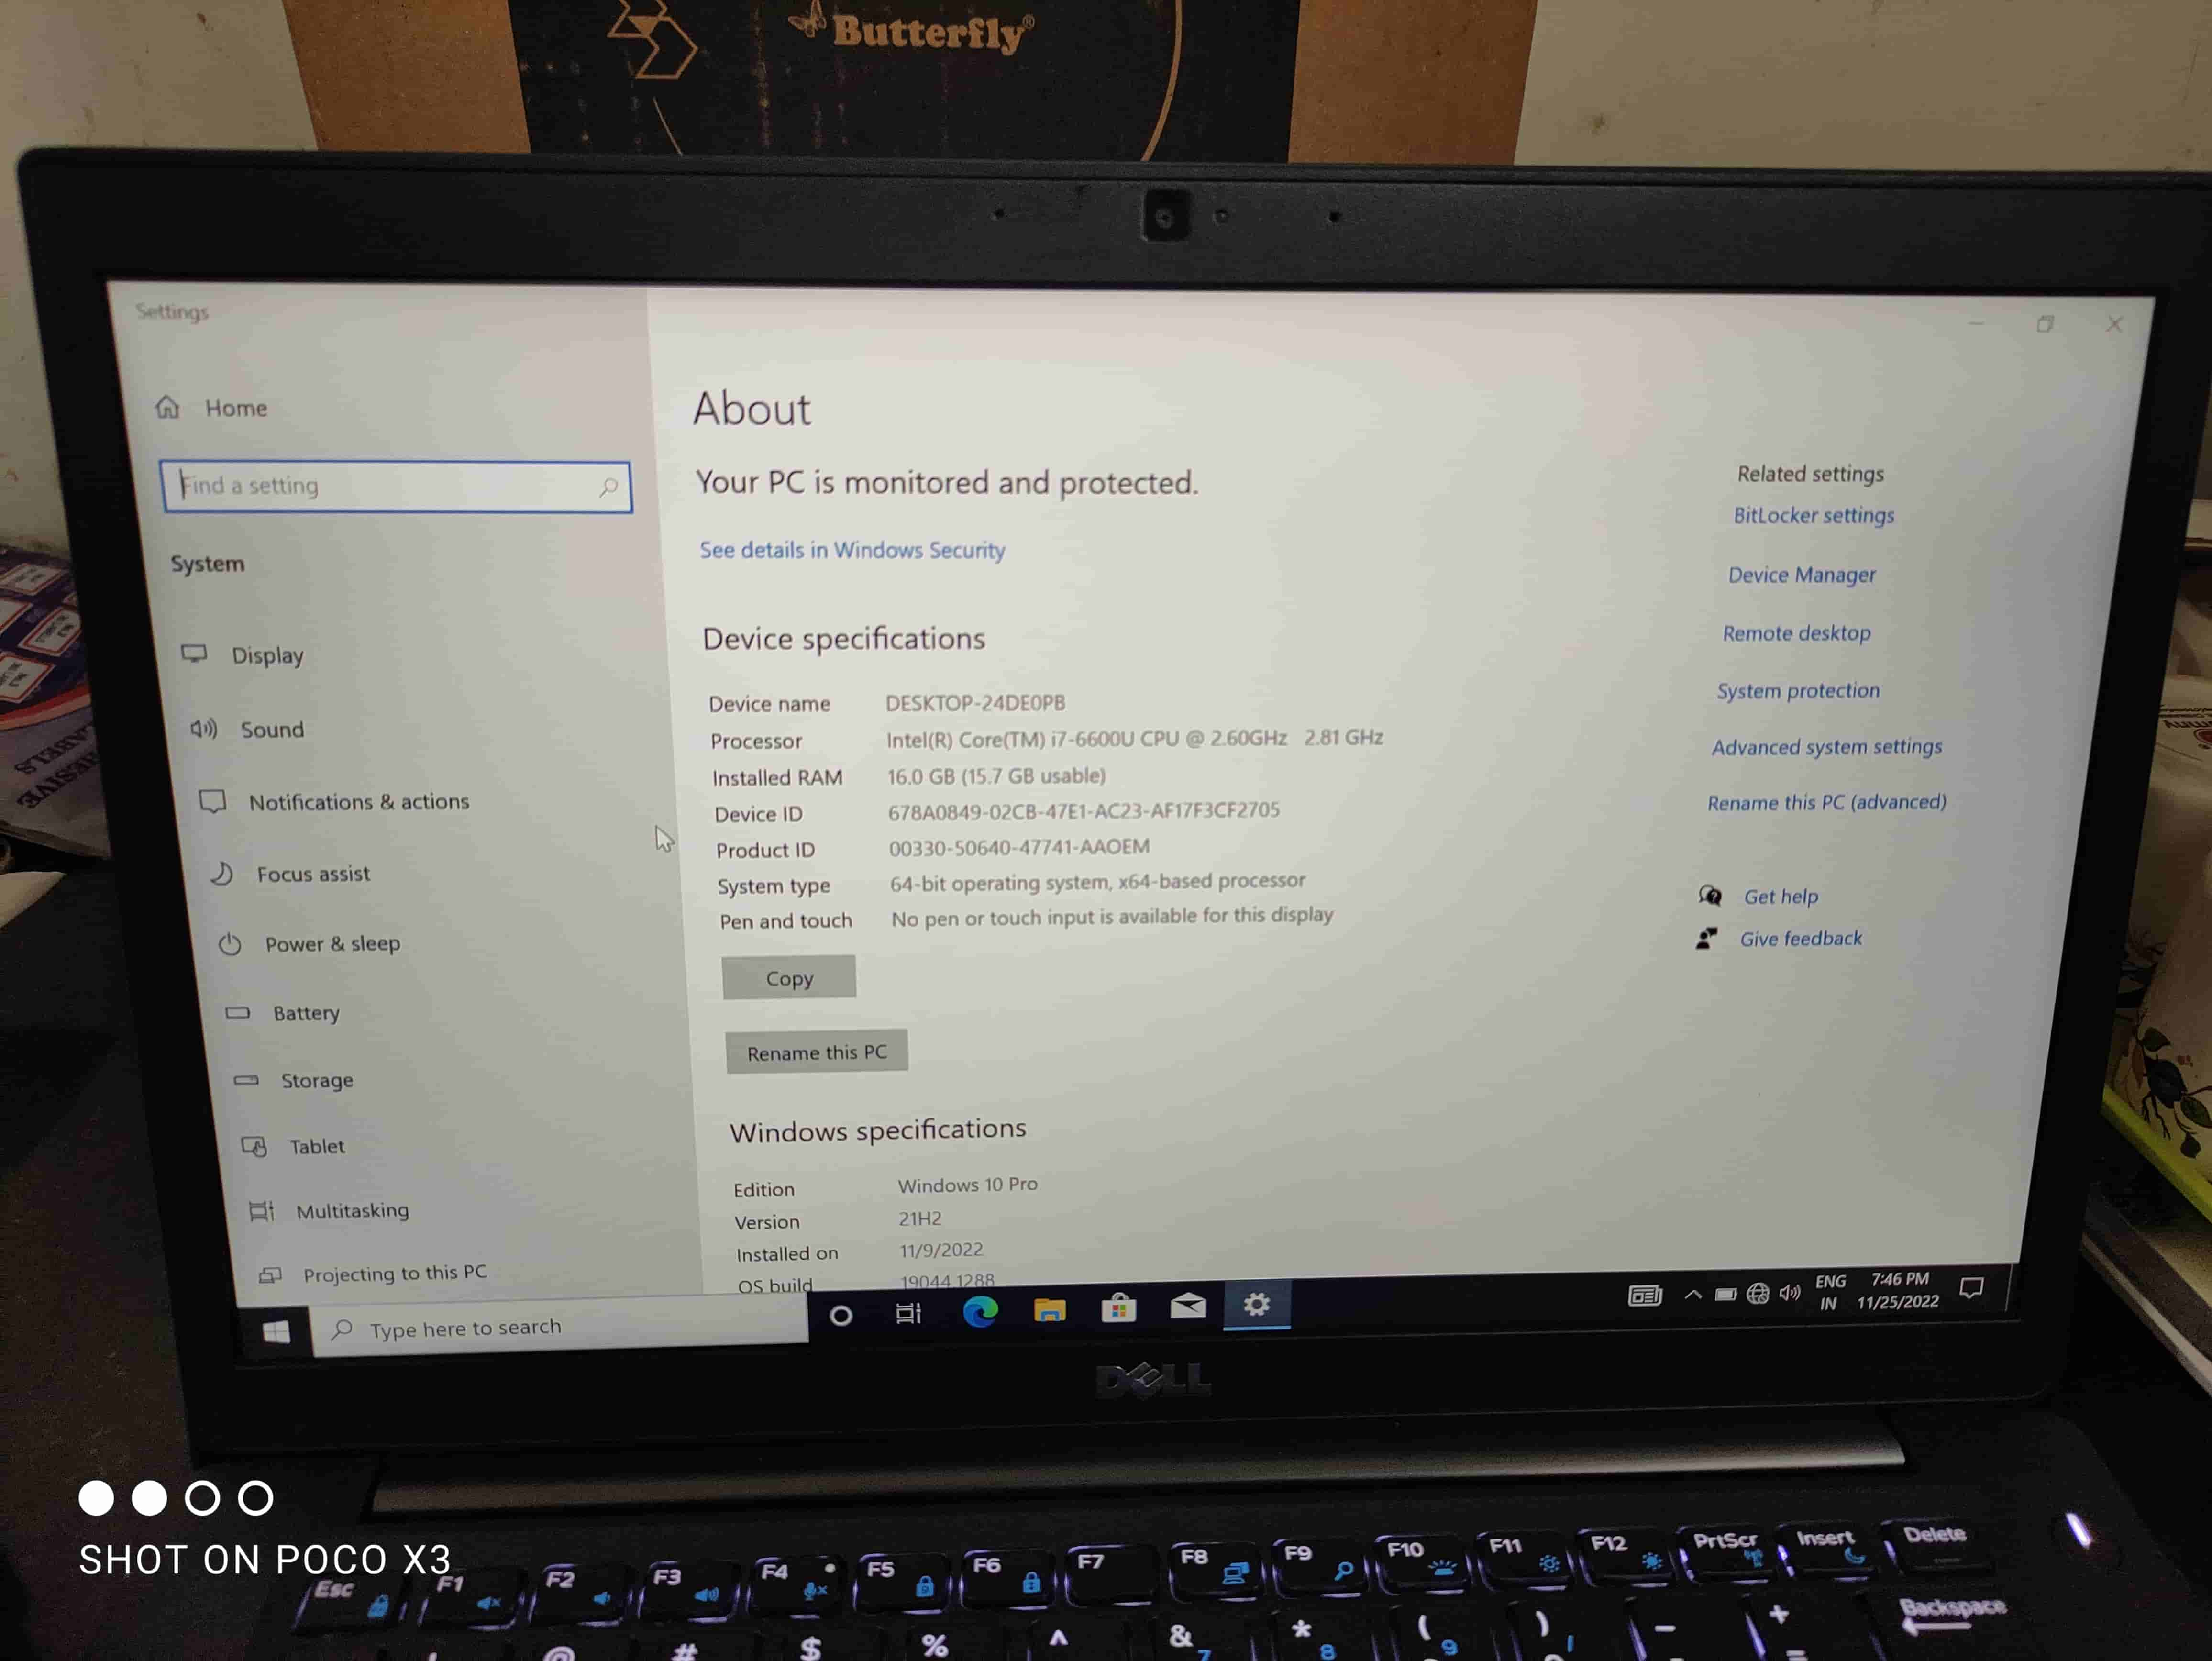 Butterfly®
Settings
Home
Find a setting
System
Display
Sound
Notifications & actions
Focus assist
Power & sleep
Battery
Storage
Tablet
Multitasking
Projecting to this PC
About
Your PC is monitored and protected.
See details in Windows Security
Device specifications
Device name DESKTOP-24DE0PB
Processor Intel(R) Core(TM) i7-6600U CPU @ 2.60GHz 2.81 GHz
Installed RAM 16.0 GB (15.7 GB usable)
Device ID 678A0849-02CB-47E1-AC23-AF17F3CF2705
Product ID 00330-50640-47741-AAOEM
System type 64-bit operating system, x64-based processor
Pen and touch No pen or touch input is available for this display
Copy
Rename this PC
Windows specifications
Edition Windows 10 Pro
Version 21H2
Installed on 11/9/2022
OS build 19044.1288
Related settings
BitLocker settings
Device Manager
Remote desktop
System protection
Advanced system settings
Rename this PC (advanced)
Get help
Give feedback
Type here to search
ENG
IN
7:46 PM
11/25/2022
DELL
SHOT ON POCO X3
Esc F1 F2 F3 F4 F5 F6 F7 F8 F9 F10 F11 F12 PrtScr Insert Delete
@ # $ % ^ & 7 * 8 ( 9 ) - + = Backspace